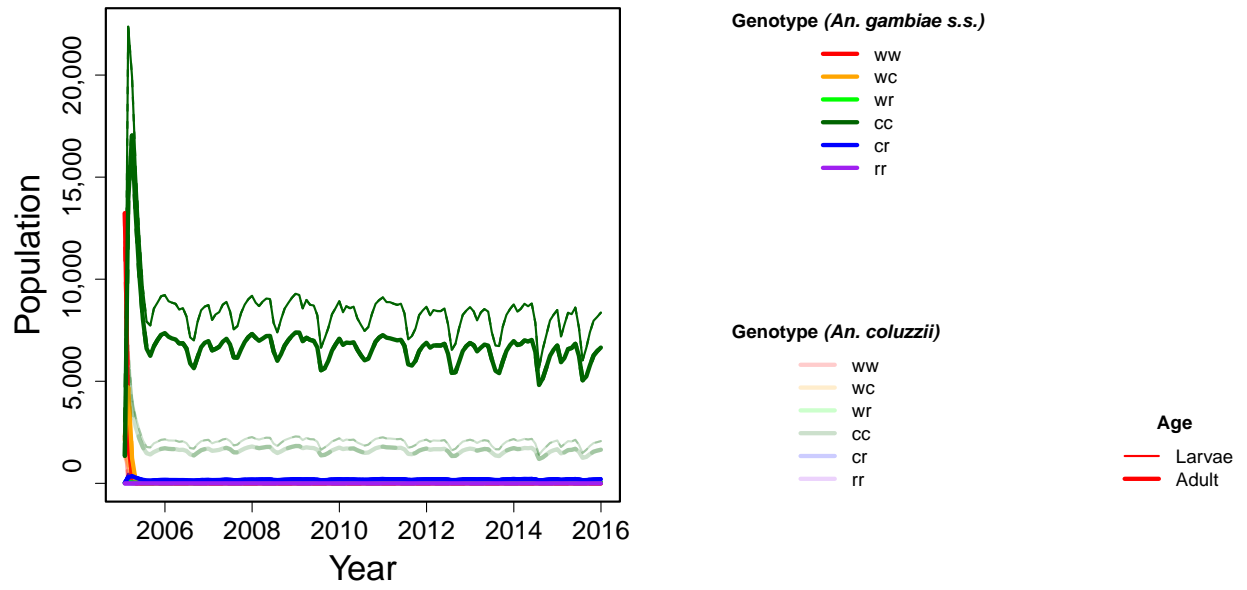 Population
20,000
15,000
10,000
5,000
0
2006 2008 2010 2012 2014 2016
Year
Genotype (An. gambiae s.s.)
ww
wc
wr
cc
cr
rr
Genotype (An. coluzzii)
ww
wc
wr
cc
cr
rr
Age
Larvae
Adult